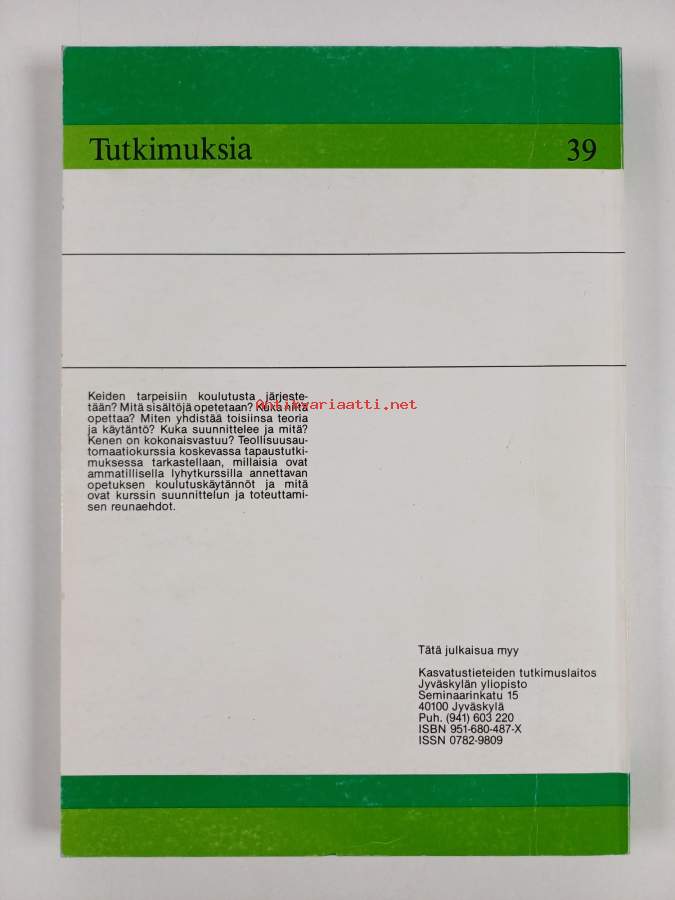 Tutkimuksia 39
Keiden tarpeisiin koulutusta järjeste-
tään? Mitä sisältöjä opetetaan? Kuka niitä
Antikvariaatti.net
opettaa? Miten yhdistää toisiinsa teoria
ja käytäntö? Kuka suunnittelee ja mitä?
Kenen on kokonaisvastuu? Teollisuusau-
tomaatiokurssia koskevassa tapaustutki-
muksessa tarkastellaan, millaisia ovat
ammatillisella lyhytkurssilla annettavan
opetuksen koulutuskäytännöt ja mitä
ovat kurssin suunnittelun ja toteuttami-
sen reunaehdot.
Tätä julkaisua myy
Kasvatustieteiden tutkimuslaitos
Jyväskylän yliopisto
Seminaarinkatu 15
40100 Jyväskylä
Puh. (941) 603 220
ISBN 951-680-487-X
ISSN 0782-9809